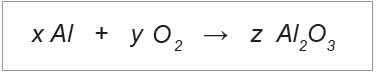 x Al + y O₂ → z Al₂O₃